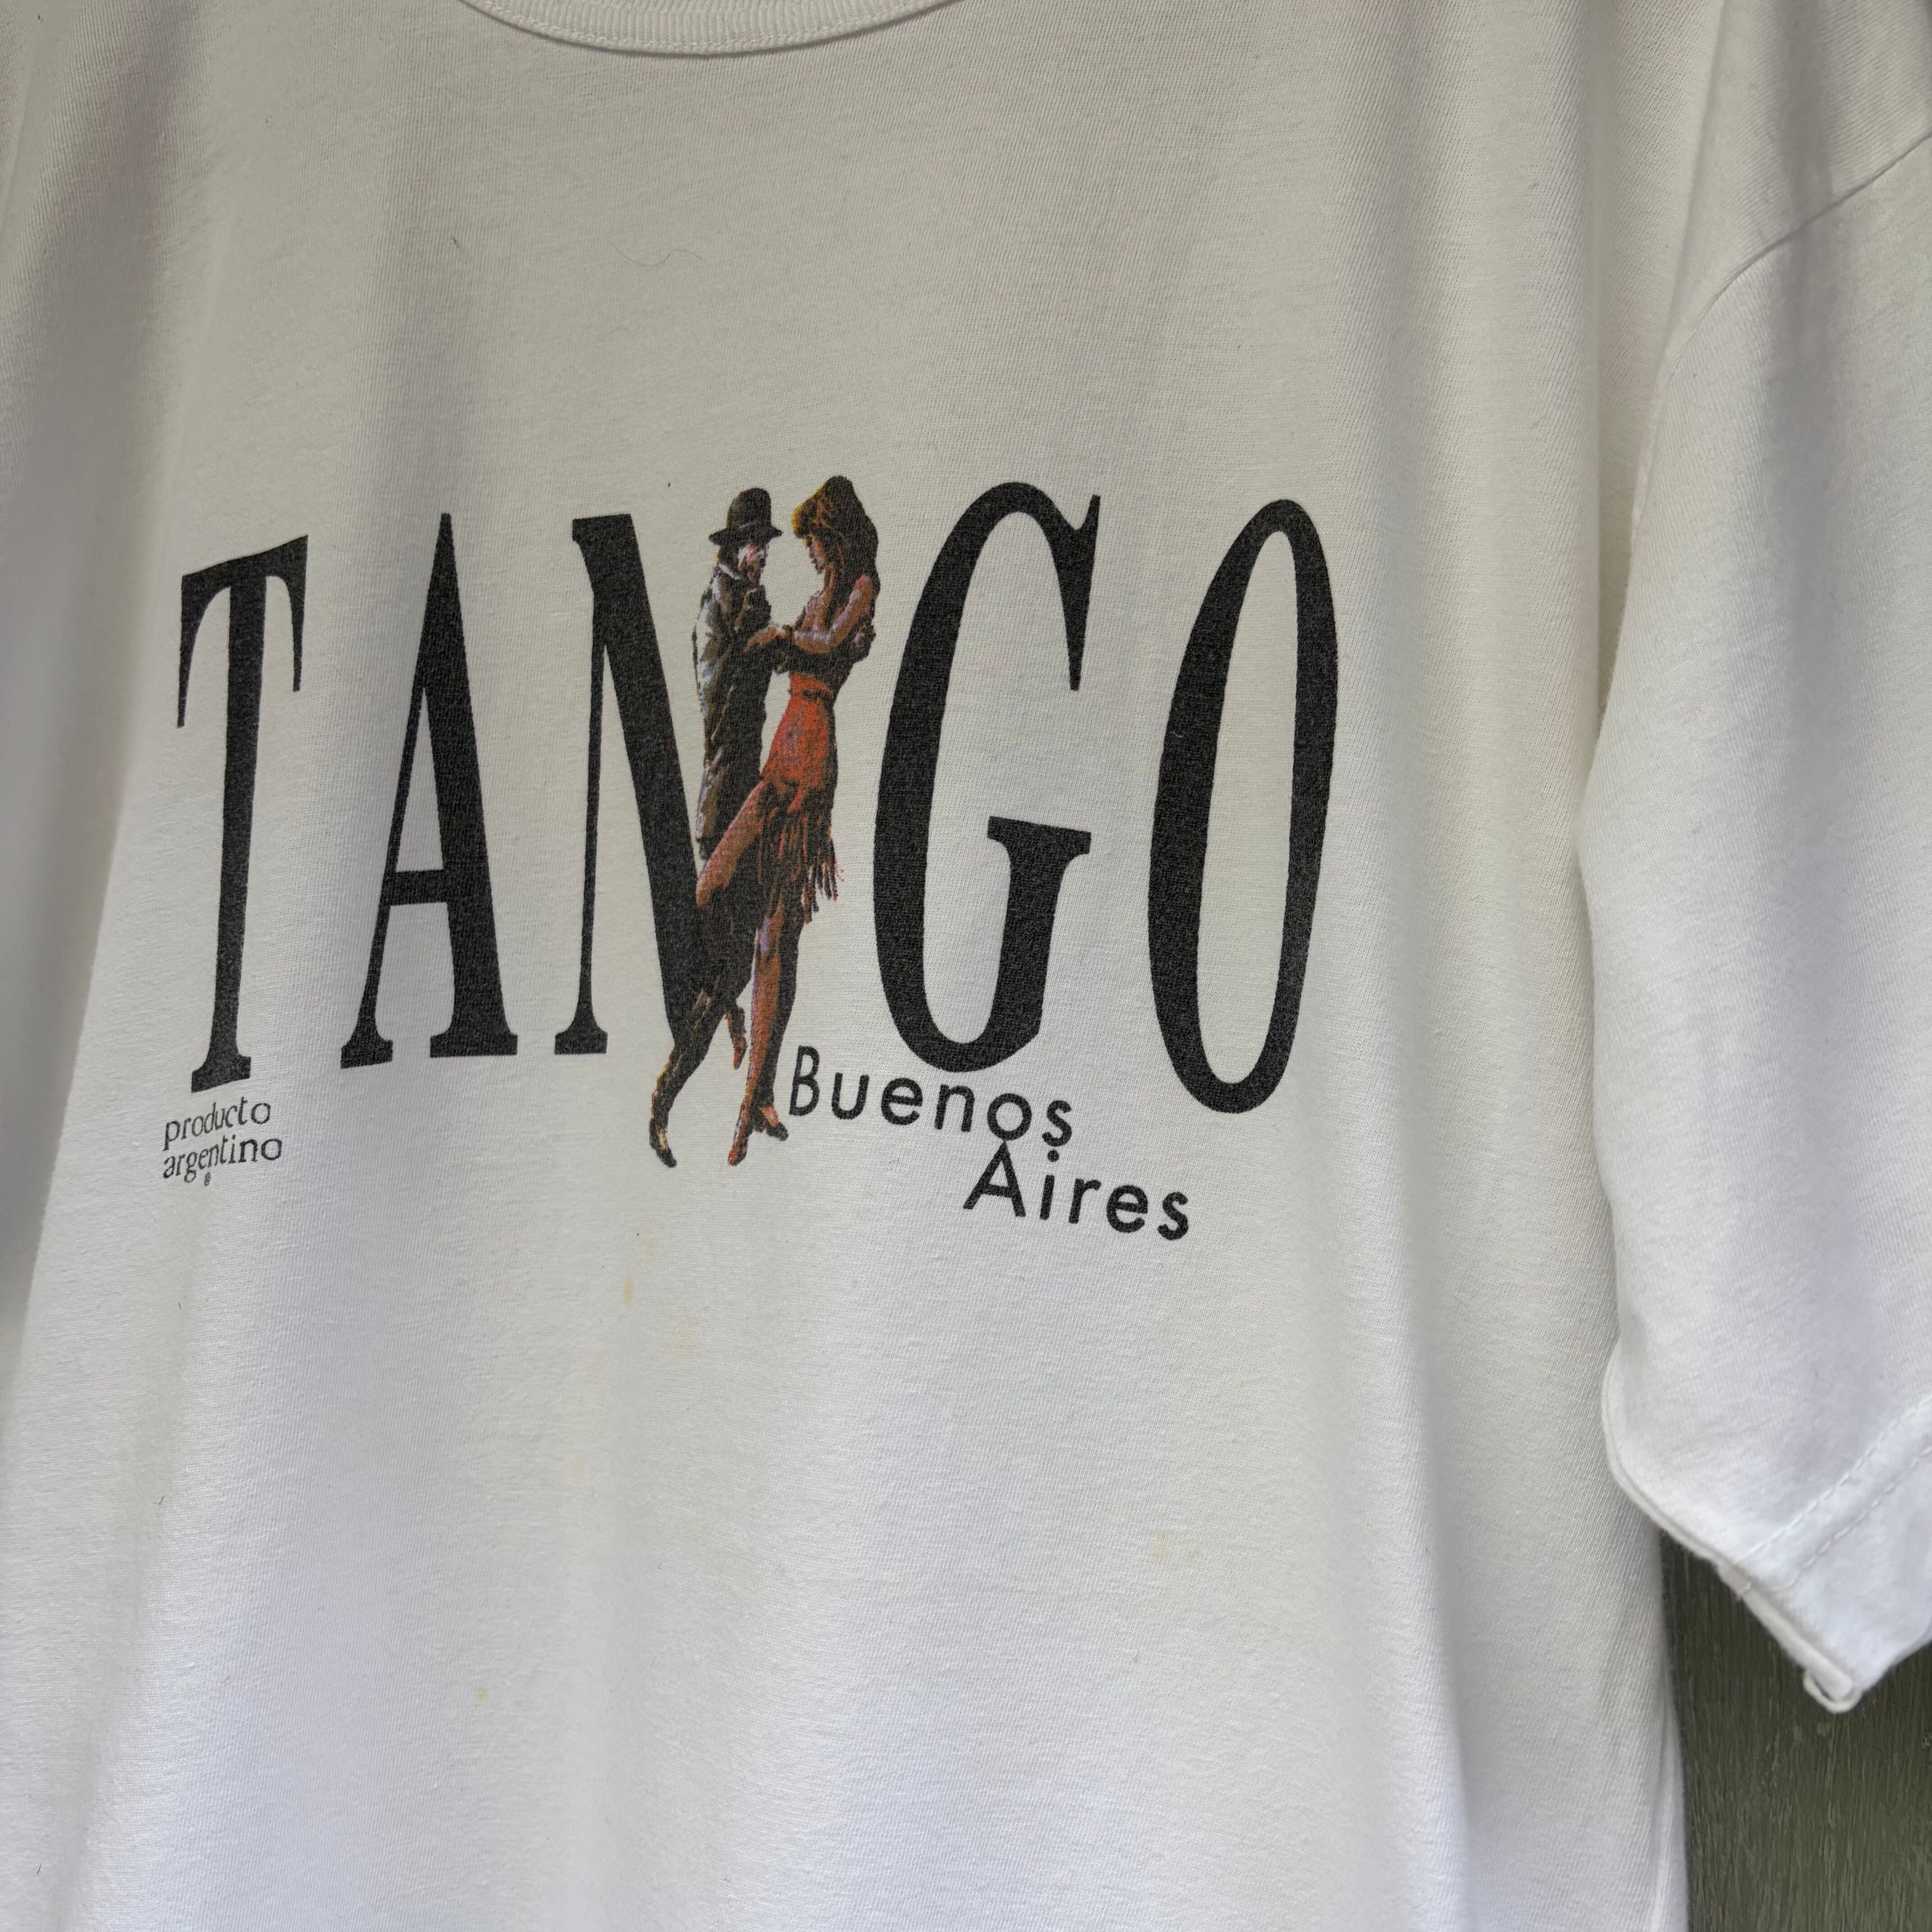 TANGO
producto
argentino
®
Buenos
Aires